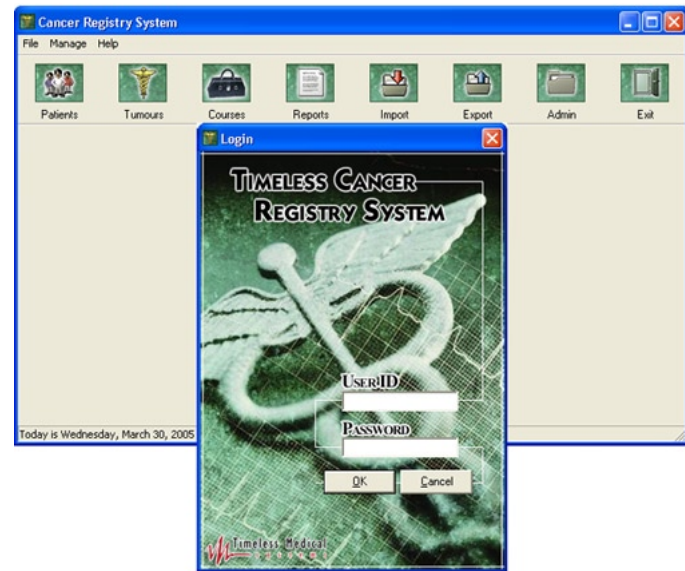 Cancer Registry System
File Manage Help
Patients Tumours Courses Reports Import Export Admin Exit
Login
TIMELESS CANCER
REGISTRY SYSTEM
USER ID
PASSWORD
OK Cancel
Today is Wednesday, March 30, 2005
Timeless Medical
SYSTEMS